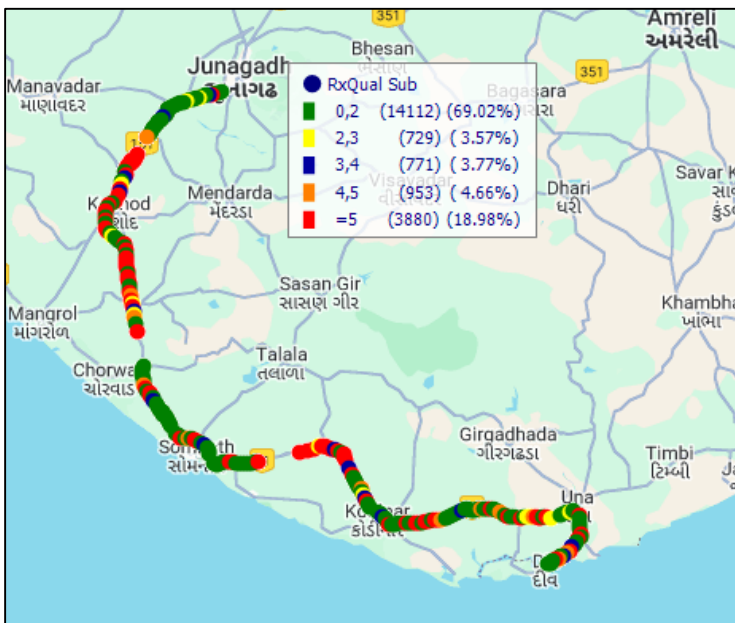 351
Amreli
અમરેલી
Bhesan
ભેસાણ
Junagadh
જુનાગઢ
351
Manavadar
માણાવદર
Bagasara
RxQual Sub
0,2 (14112) (69.02%)
2,3 (729) ( 3.57%)
3,4 (771) ( 3.77%)
4,5 (953) ( 4.66%)
=5 (3880) (18.98%)
Savar K
Visavadar
Dhari
ધારી
Mendarda
મેંદરડા
Sasan Gir
સાસણ ગીર
Khambha
ખાંભા
Mangrol
માંગરોળ
Talala
તલાળા
Chorwa
ચોરવાડ
Girgadhada
ગીરગઢડા
Timbi
ટિમ્બી
સોમન
Una
કોડીનાર
દીવ